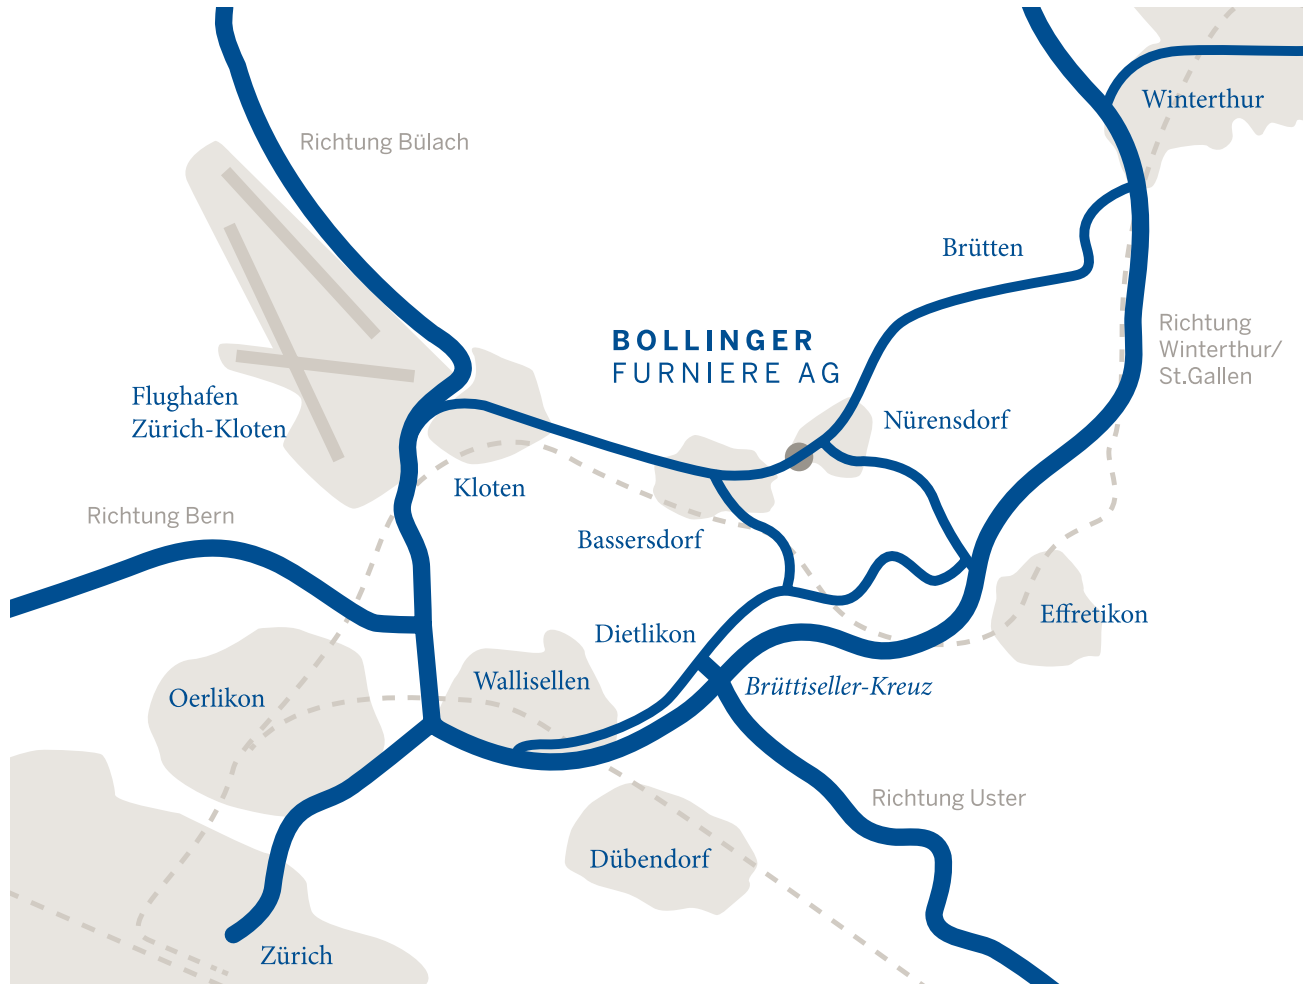 Winterthur
Richtung Bülach
Brütten
BOLLINGER
FURNIERE AG
Richtung
Winterthur/
St.Gallen
Flughafen
Zürich-Kloten
Nürensdorf
Kloten
Richtung Bern
Bassersdorf
Effretikon
Dietlikon
Wallisellen
Brüttiseller-Kreuz
Oerlikon
Richtung Uster
Dübendorf
Zürich